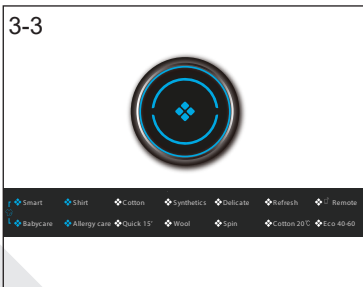 3-3
Smart Shirt Cotton Synthetics Delicate Refresh Remote
Babycare Allergy care Quick 15' Wool Spin Cotton 20℃ Eco 40-60